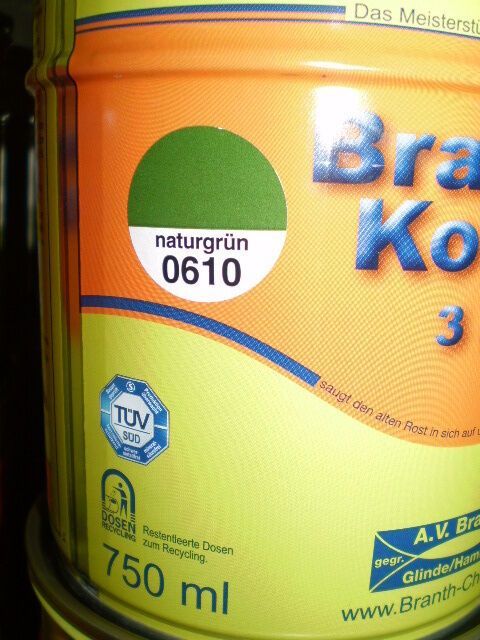 Das Meisterstü
naturgrün
0610
Bra
Ko
3
saugt den alten Rost in sich auf u
TÜV
SÜD
DOSEN
RECYCLING
Restentleerte Dosen
zum Recycling.
750 ml
A.V. Bra
gegr.
Glinde/Ham
www.Branth-Ch